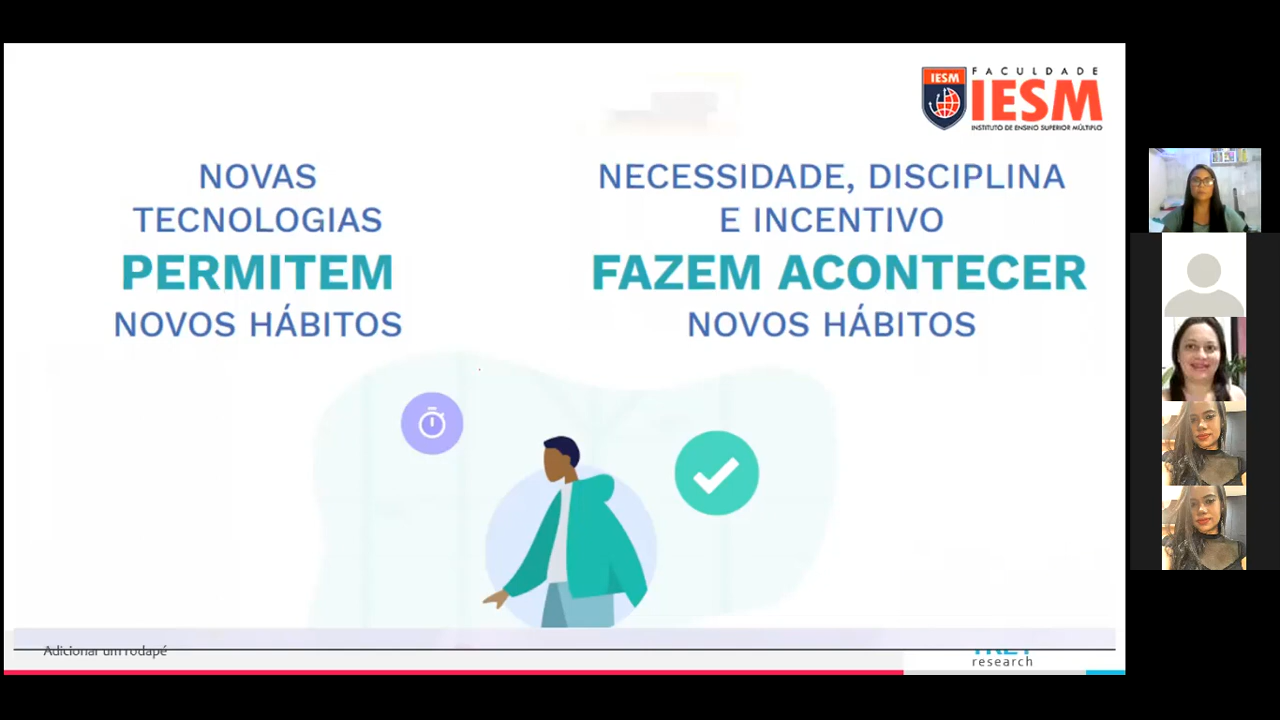 IESM
FACULDADE
IESM
INSTITUTO DE ENSINO SUPERIOR MÚLTIPLO
NOVAS
TECNOLOGIAS
PERMITEM
NOVOS HÁBITOS
NECESSIDADE, DISCIPLINA
E INCENTIVO
FAZEM ACONTECER
NOVOS HÁBITOS
Adicionar um rodapé
research